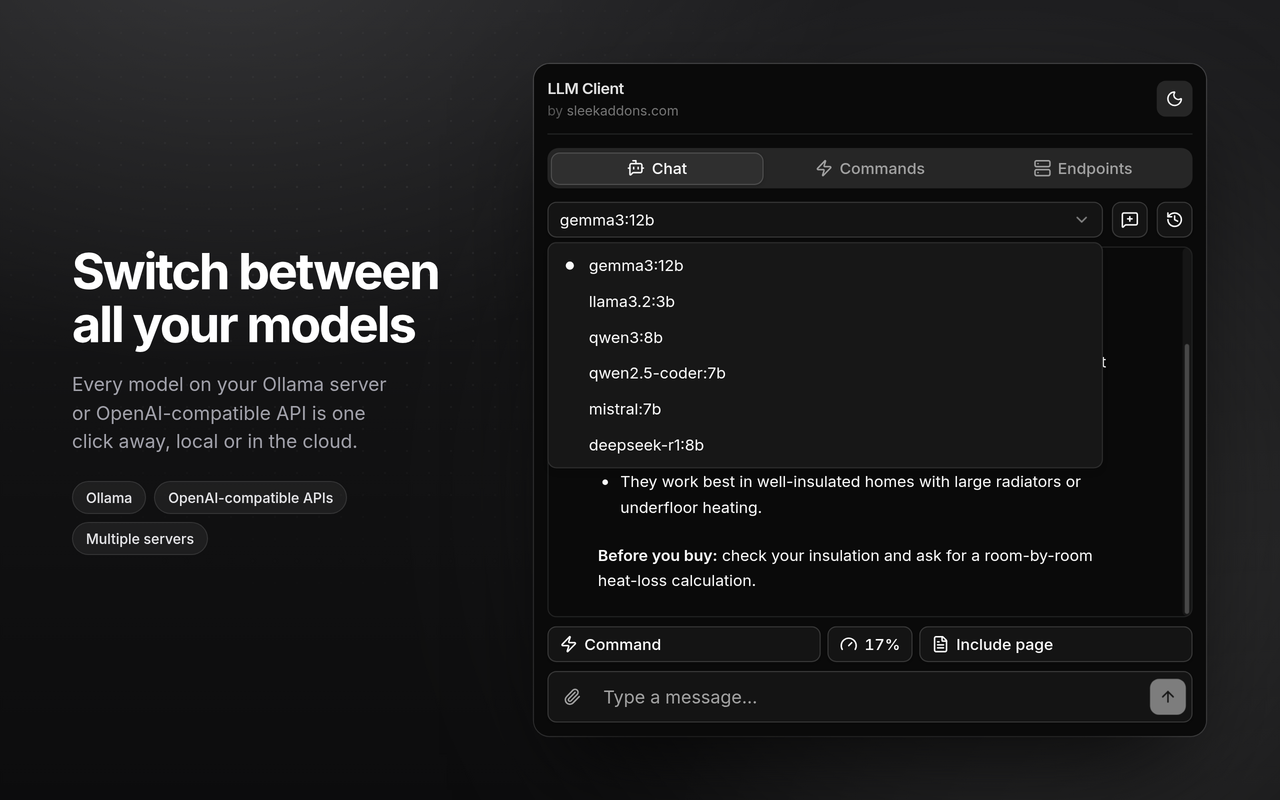 Switch between
all your models
Every model on your Ollama server
or OpenAI-compatible API is one
click away, local or in the cloud.
Ollama
OpenAI-compatible APIs
Multiple servers
LLM Client
by sleekaddons.com
Chat
Commands
Endpoints
gemma3:12b
gemma3:12b
llama3.2:3b
qwen3:8b
qwen2.5-coder:7b
mistral:7b
deepseek-r1:8b
t
They work best in well-insulated homes with large radiators or
underfloor heating.
Before you buy: check your insulation and ask for a room-by-room
heat-loss calculation.
Command
17%
Include page
Type a message...